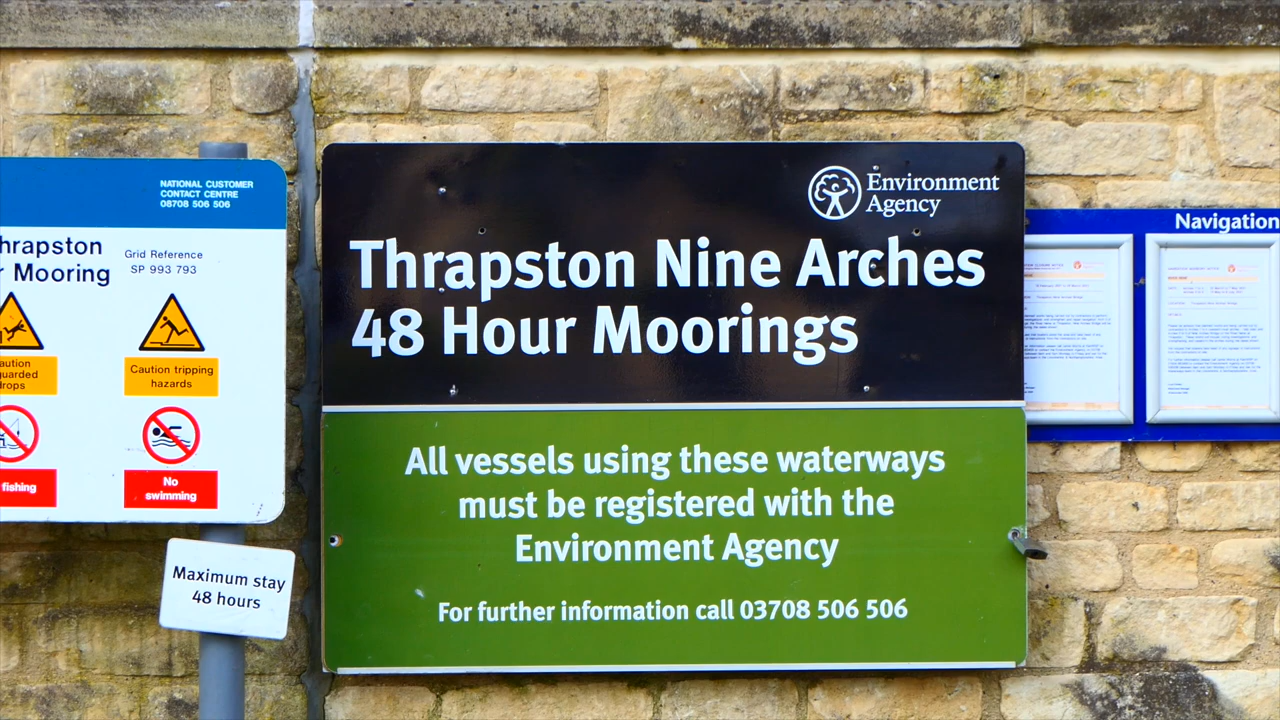 NATIONAL CUSTOMER
CONTACT CENTRE
08708 506 506
hrapston
r Mooring
Grid Reference
SP 993 793
aution
guarded
drops
Caution tripping
hazards
fishing
No
swimming
Maximum stay
48 hours
Environment
Agency
Thrapston Nine Arches
48 Hour Moorings
All vessels using these waterways
must be registered with the
Environment Agency
For further information call 03708 506 506
Navigation